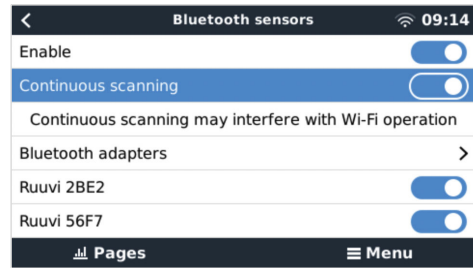 Bluetooth sensors 09:14
Enable
Continuous scanning
Continuous scanning may interfere with Wi-Fi operation
Bluetooth adapters
Ruuvi 2BE2
Ruuvi 56F7
Pages Menu